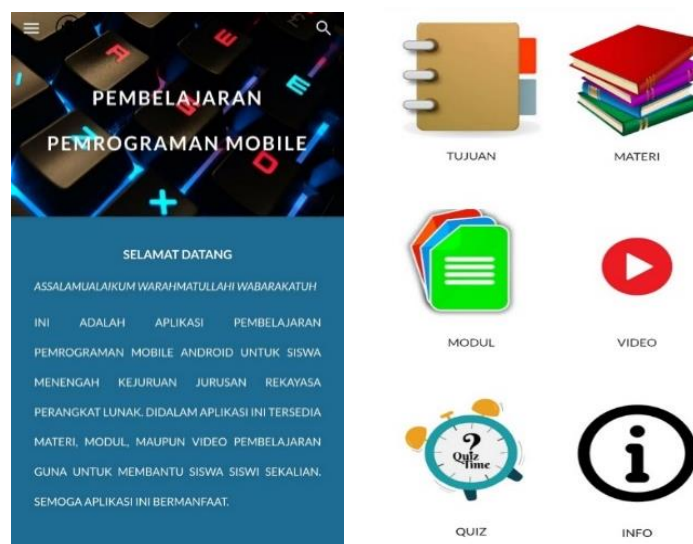 PEMBELAJARAN
PEMROGRAMAN MOBILE
SELAMAT DATANG
ASSALAMUALAIKUM WARAHMATULLAHI WABARAKATUH
INI ADALAH APLIKASI PEMBELAJARAN
PEMROGRAMAN MOBILE ANDROID UNTUK SISWA
MENENGAH KEJURUAN JURUSAN REKAYASA
PERANGKAT LUNAK. DIDALAM APLIKASI INI TERSEDIA
MATERI, MODUL, MAUPUN VIDEO PEMBELAJARAN
GUNA UNTUK MEMBANTU SISWA SISWI SEKALIAN.
SEMOGA APLIKASI INI BERMANFAAT.
TUJUAN
MATERI
MODUL
VIDEO
?
Quiz
Time
QUIZ
INFO